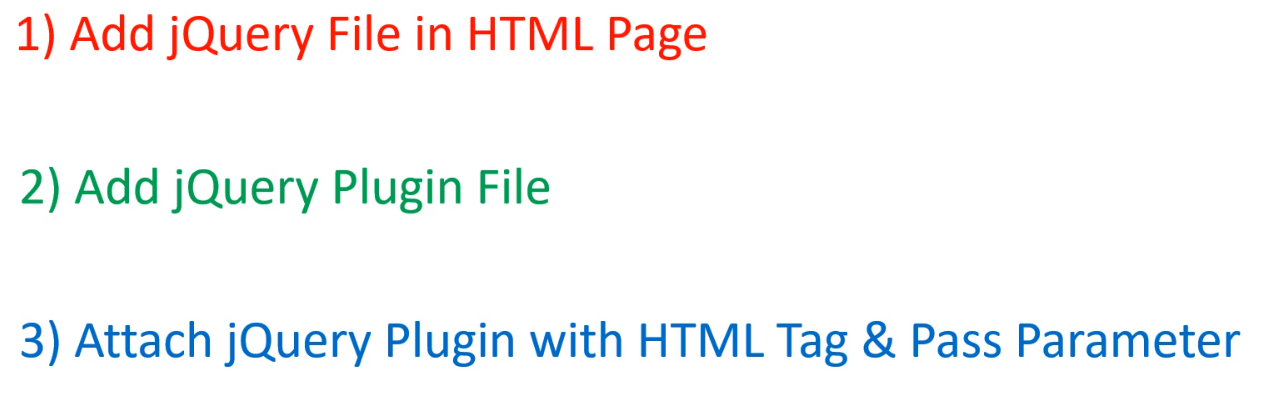 1) Add jQuery File in HTML Page
2) Add jQuery Plugin File
3) Attach jQuery Plugin with HTML Tag & Pass Parameter